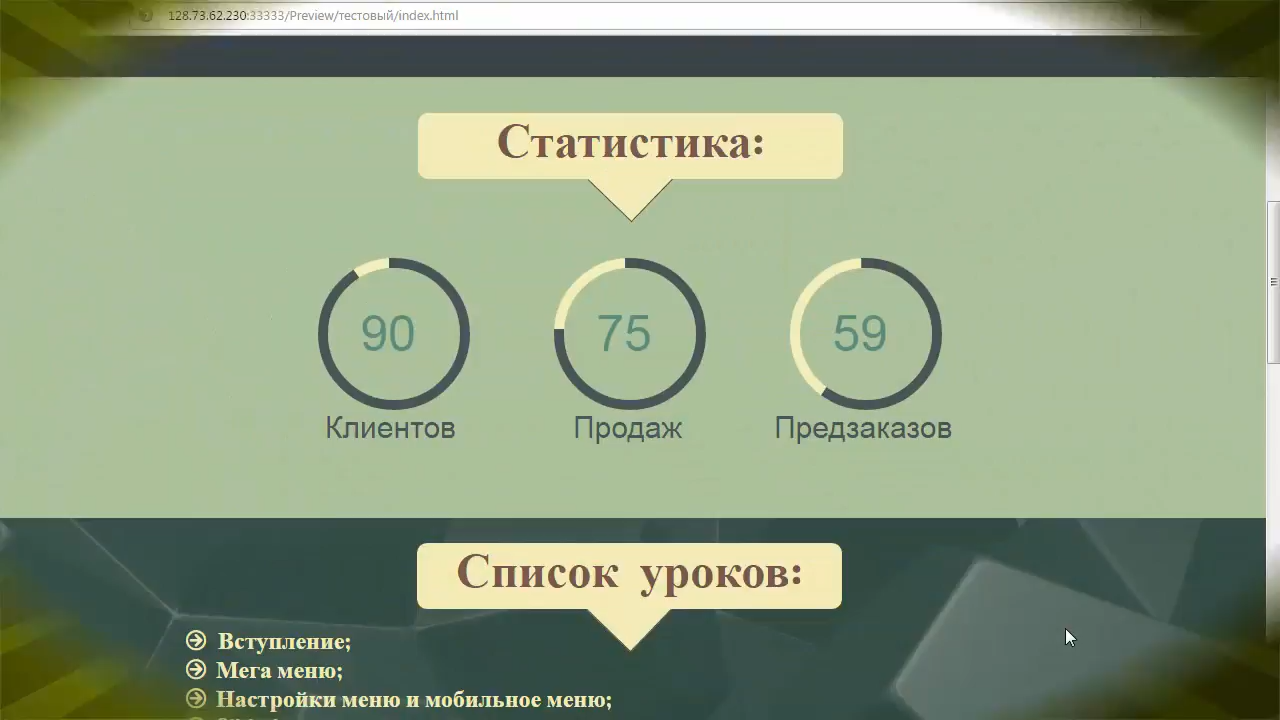 128.73.62.230:33333/Preview/тестовый/index.html
Статистика:
90 75 59
Клиентов Продаж Предзаказов
Список уроков:
Вступление;
Мега меню;
Настройки меню и мобильное меню;